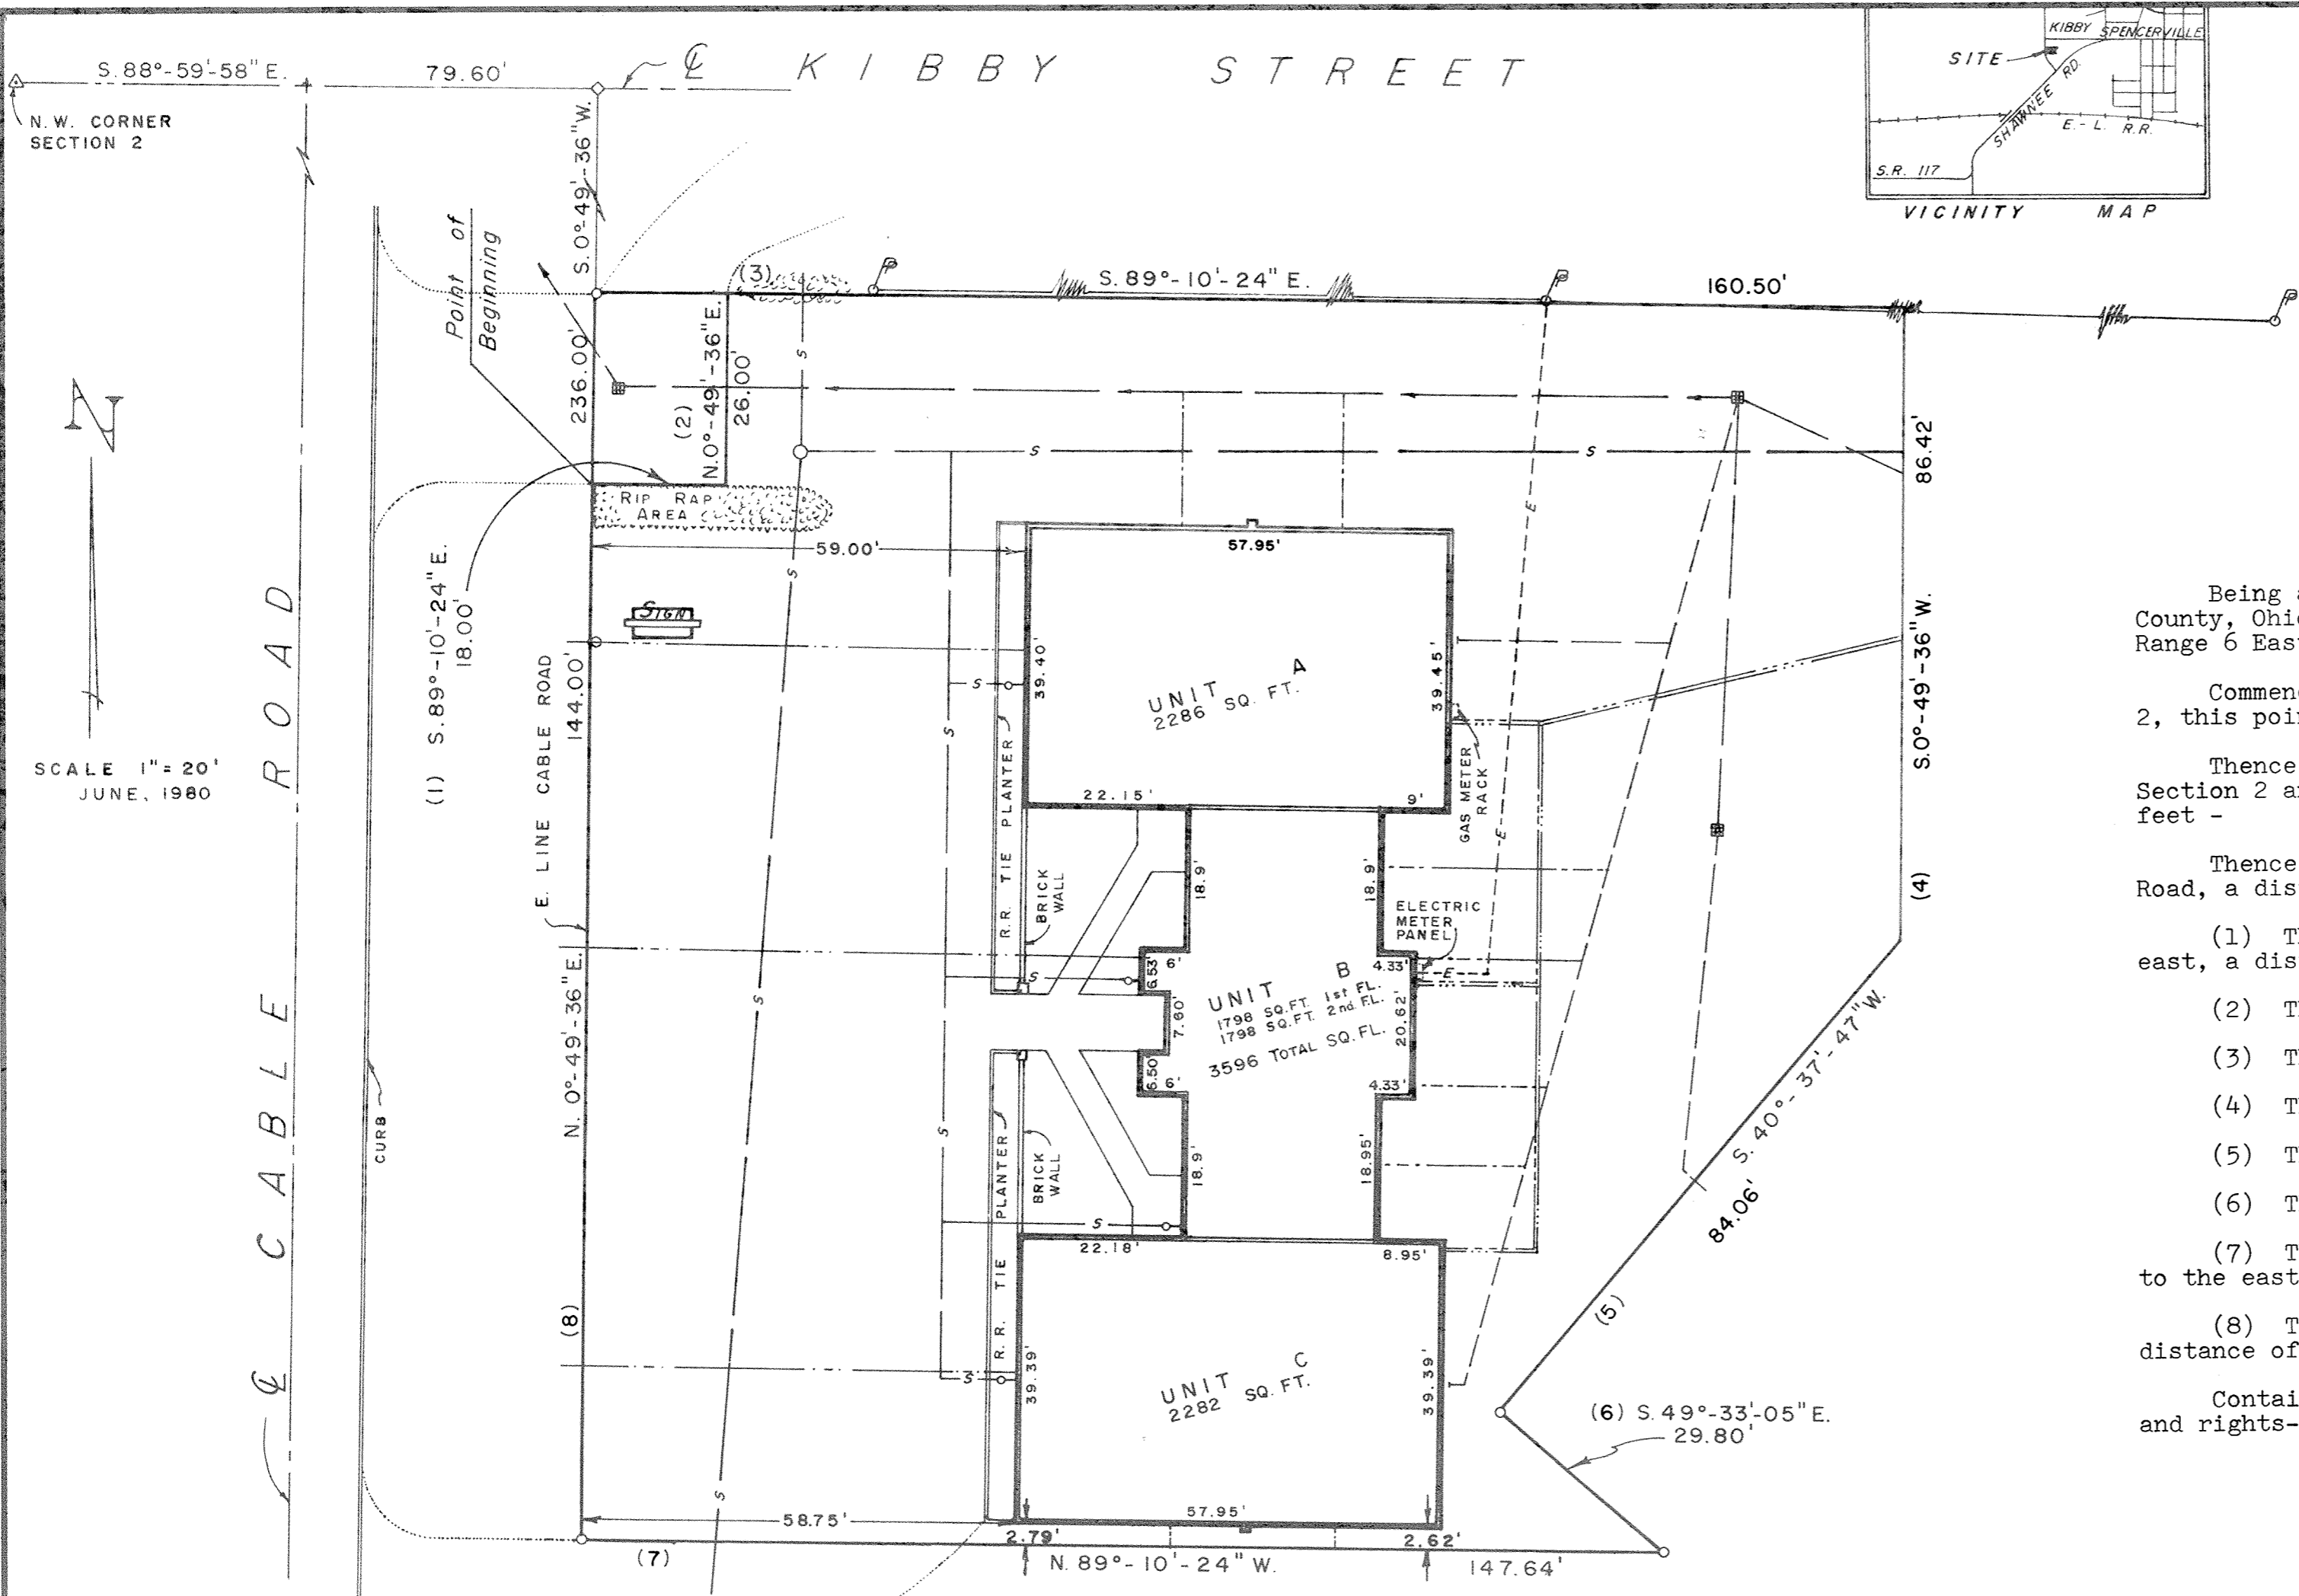 S. 88°-59'-58" E.
79.60'
℄ KIBBY STREET
N.W. CORNER
SECTION 2
S. 0°-49'-36" W.
236.00'
KIBBY
SPENCERVILLE
SITE
SHAWNEE RD.
E.-L. R.R.
S.R. 117
VICINITY MAP
Point of
Beginning
(3)
S. 89°-10'-24" E.
160.50'
(2)
N. 0°-49'-36" E.
26.00'
N
SCALE 1" = 20'
JUNE, 1980
(1) S. 89°-10'-24" E.
18.00'
RIP RAP
AREA
59.00'
SIGN
S
S
S
S
S
S
S
S
S
S
S
S
S
E
E
E
57.95'
39.40'
39.45'
UNIT A
2286 SQ. FT.
22.15'
9'
GAS METER
RACK
86.42'
S. 0°-49'-36" W.
(4)
E. LINE CABLE ROAD
144.00'
N. 0°-49'-36" E.
(8)
℄ CABLE ROAD
CURB
R.R. TIE PLANTER
BRICK
WALL
18.9'
18.9'
ELECTRIC
METER
PANEL
6'
6.53'
7.60'
6.50'
6'
4.33'
20.62'
4.33'
UNIT B
1798 SQ. FT. 1st FL.
1798 SQ. FT. 2nd FL.
3596 TOTAL SQ. FL.
R.R. TIE PLANTER
BRICK
WALL
18.9'
18.95'
22.18'
8.95'
S. 40°-37'-47" W.
84.06'
(5)
UNIT C
2282 SQ. FT.
39.39'
39.39'
(6) S. 49°-33'-05" E.
29.80'
58.75'
57.95'
2.79'
2.62'
(7)
N. 89°-10'-24" W.
147.64'
Being
County,
Range 6
2, this
Thence
Section 2
feet -
Thence
Road, a
(1)
east, a
(2)
(3)
(4)
(5)
(6)
(7)
to the east
(8)
distance of
and